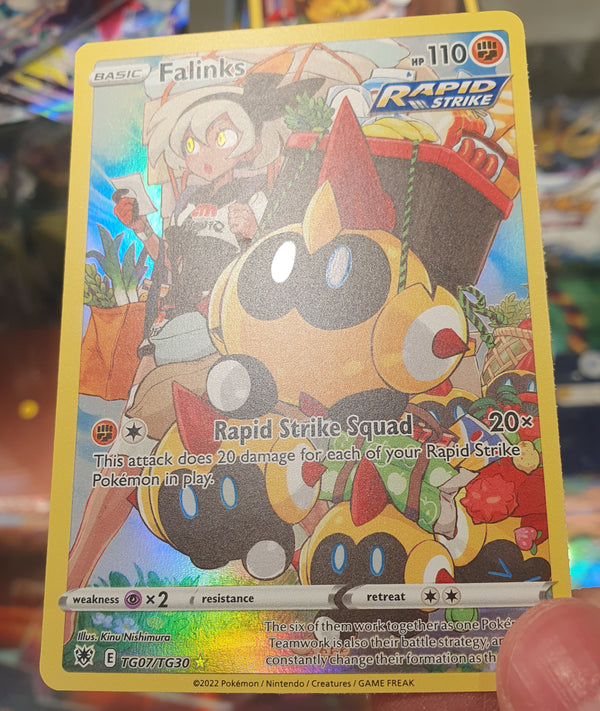 BASIC Falinks HP 110
RAPID
STRIKE
Rapid Strike Squad 20×
This attack does 20 damage for each of your Rapid Strike
Pokémon in play.
weakness ×2 resistance retreat
Illus. Kinu Nishimura
E TG07/TG30
The six of them work together as one Poké
Teamwork is also their battle strategy, an
constantly change their formation as th
©2022 Pokémon / Nintendo / Creatures / GAME FREAK